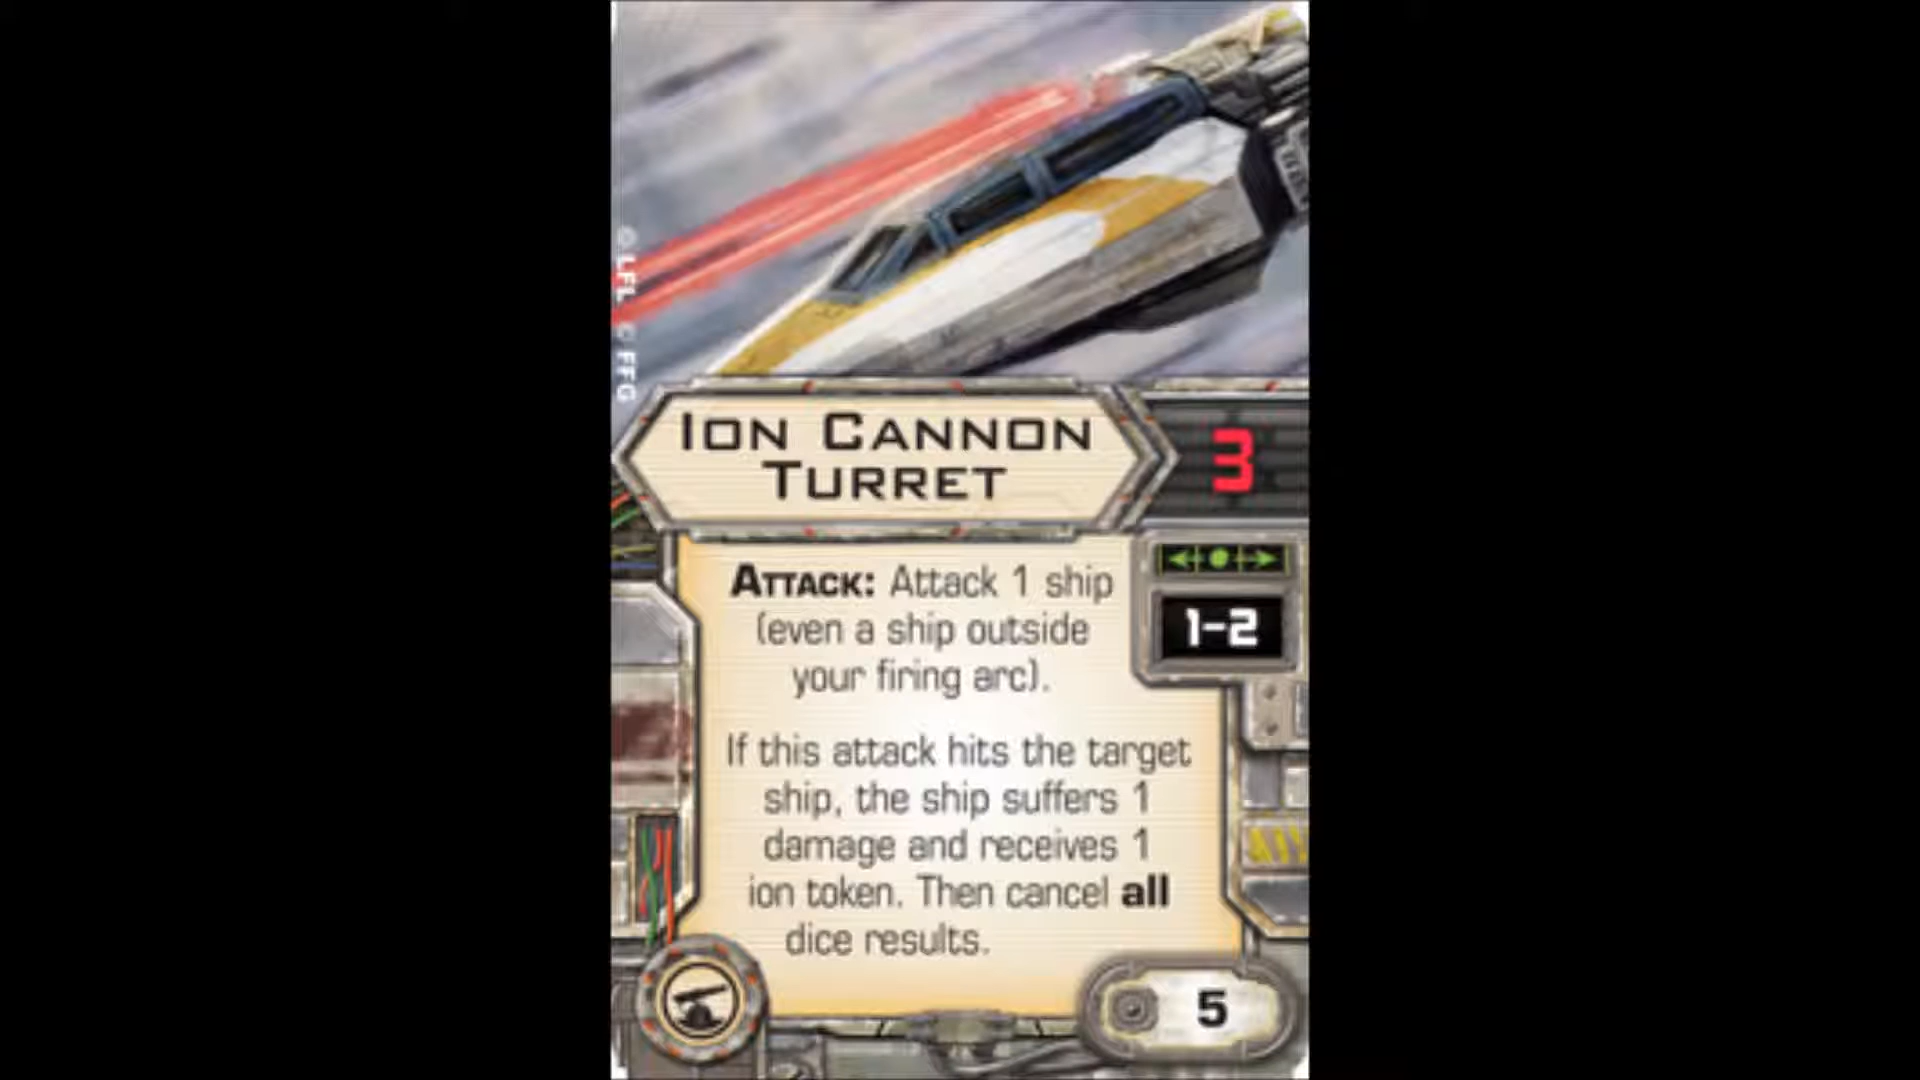 © LFL © FFG
ION CANNON
TURRET
3
ATTACK: Attack 1 ship
(even a ship outside
your firing arc).
1-2
If this attack hits the target
ship, the ship suffers 1
damage and receives 1
ion token. Then cancel all
dice results.
5